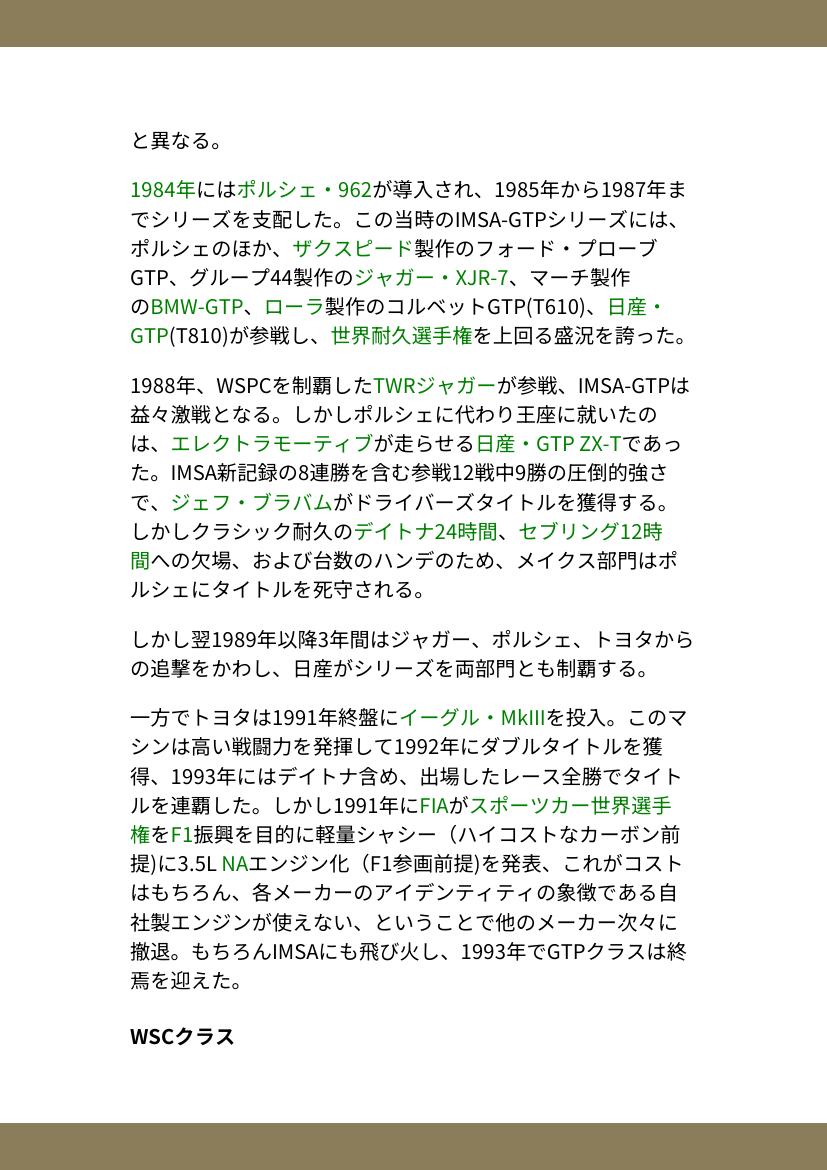 と異なる。
1984年にはポルシェ・962が導入され、1985年から1987年ま
でシリーズを支配した。この当時のIMSA-GTPシリーズには、
ポルシェのほか、ザクスピード製作のフォード・プローブ
GTP、グループ44製作のジャガー・XJR-7、マーチ製作
のBMW-GTP、ローラ製作のコルベットGTP(T610)、日産・
GTP(T810)が参戦し、世界耐久選手権を上回る盛況を誇った。
1988年、WSPCを制覇したTWRジャガーが参戦、IMSA-GTPは
益々激戦となる。しかしポルシェに代わり王座に就いたの
は、エレクトラモーティブが走らせる日産・GTP ZX-Tであっ
た。IMSA新記録の8連勝を含む参戦12戦中9勝の圧倒的強さ
で、ジェフ・ブラバムがドライバーズタイトルを獲得する。
しかしクラシック耐久のデイトナ24時間、セブリング12時
間への欠場、および台数のハンデのため、メイクス部門はポ
ルシェにタイトルを死守される。
しかし翌1989年以降3年間はジャガー、ポルシェ、トヨタから
の追撃をかわし、日産がシリーズを両部門とも制覇する。
一方でトヨタは1991年終盤にイーグル・MkIIIを投入。このマ
シンは高い戦闘力を発揮して1992年にダブルタイトルを獲
得、1993年にはデイトナ含め、出場したレース全勝でタイト
ルを連覇した。しかし1991年にFIAがスポーツカー世界選手
権をF1振興を目的に軽量シャシー（ハイコストなカーボン前
提)に3.5L NAエンジン化（F1参画前提)を発表、これがコスト
はもちろん、各メーカーのアイデンティティの象徴である自
社製エンジンが使えない、ということで他のメーカー次々に
撤退。もちろんIMSAにも飛び火し、1993年でGTPクラスは終
焉を迎えた。
WSCクラス